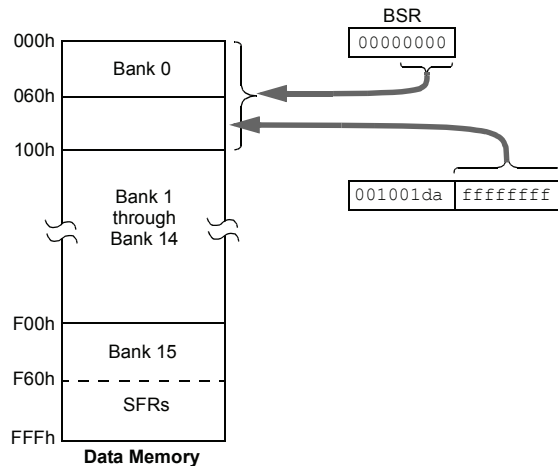 BSR
00000000
000h
Bank 0
060h
100h
001001da ffffffff
Bank 1
through
Bank 14
F00h
Bank 15
F60h
SFRs
FFFh
Data Memory